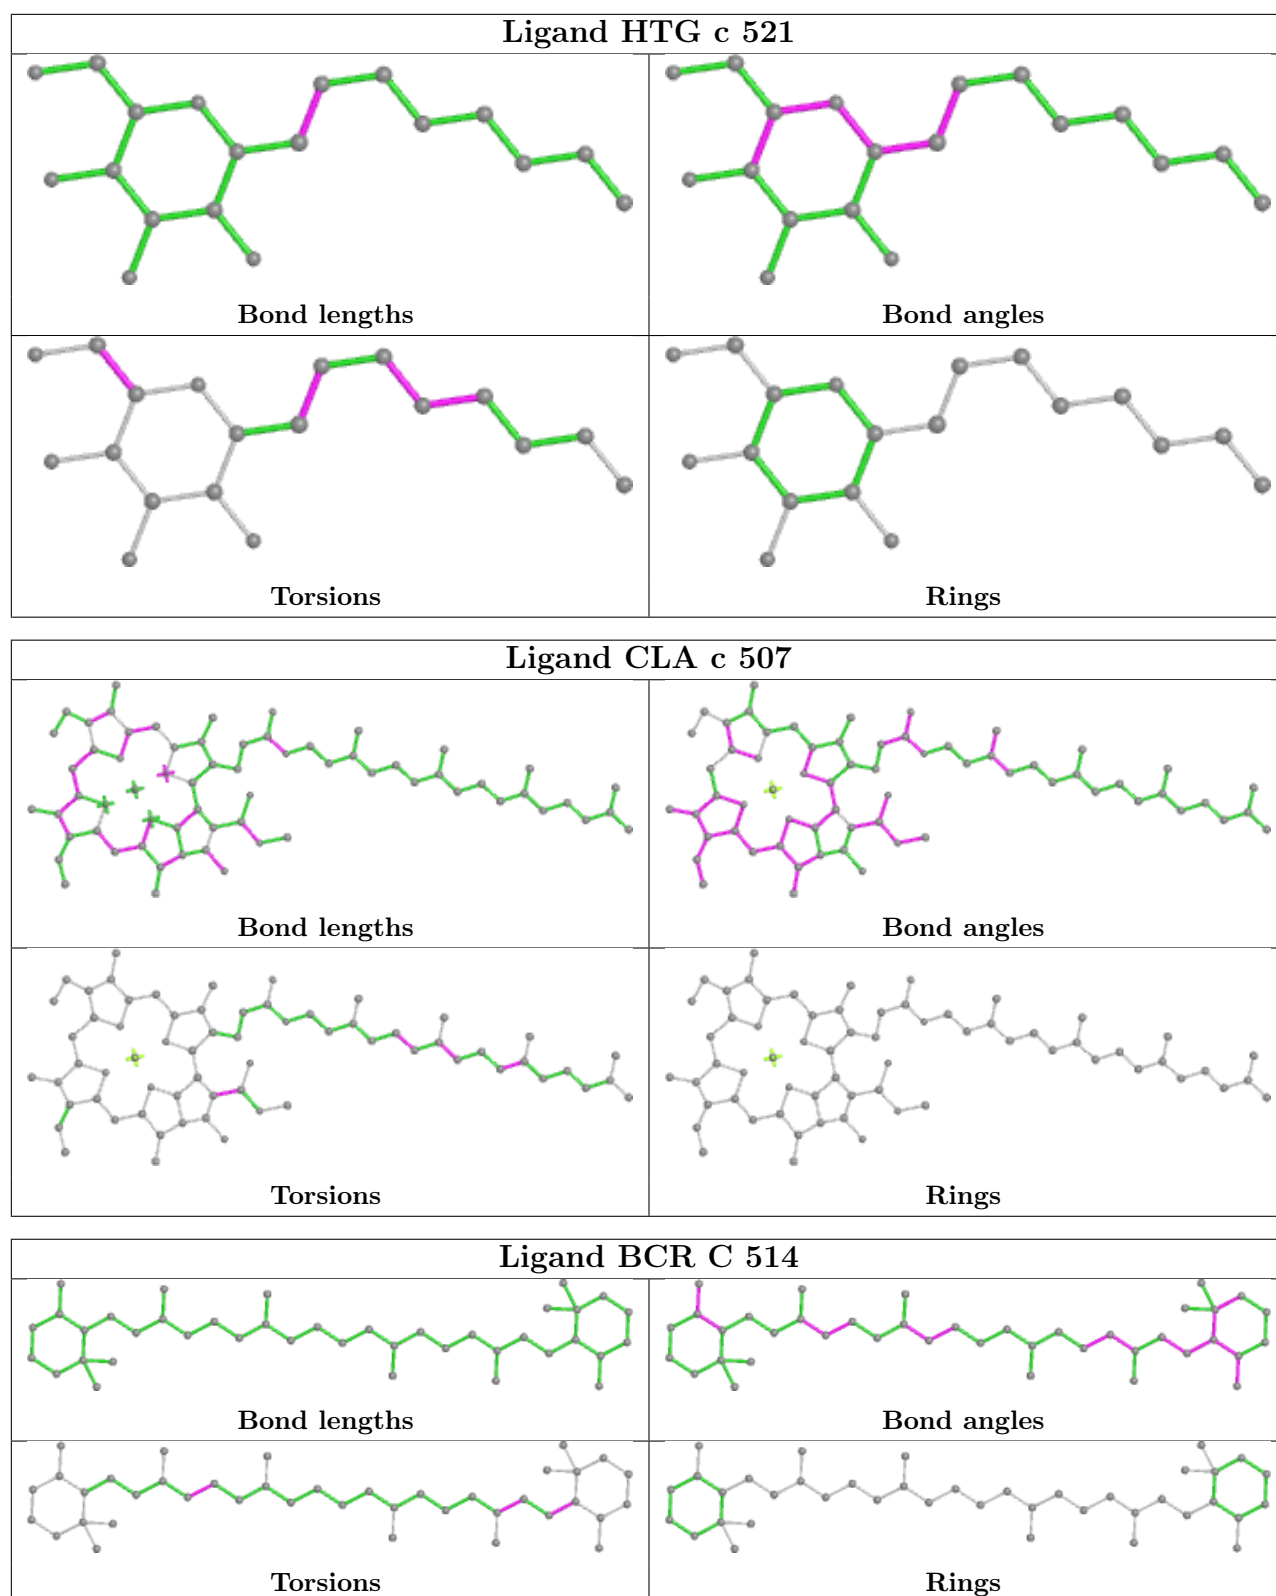 Ligand HTG c 521
Bond lengths
Bond angles
Torsions
Rings
Ligand CLA c 507
Bond lengths
Bond angles
Torsions
Rings
Ligand BCR C 514
Bond lengths
Bond angles
Torsions
Rings